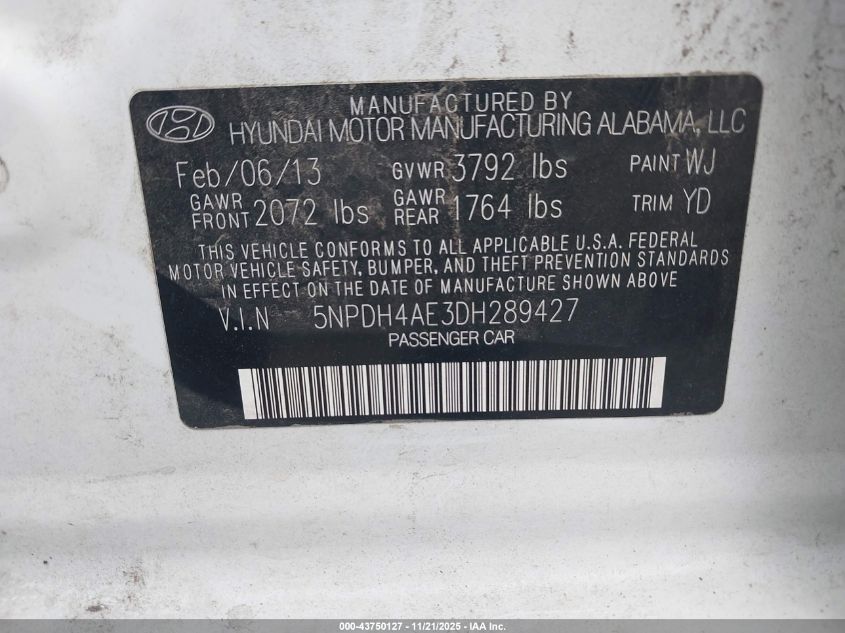 MANUFACTURED BY
HYUNDAI MOTOR MANUFACTURING ALABAMA, LLC
Feb/06/13 GVWR 3792 lbs PAINT WJ
GAWR FRONT 2072 lbs GAWR REAR 1764 lbs TRIM YD
THIS VEHICLE CONFORMS TO ALL APPLICABLE U.S.A. FEDERAL
MOTOR VEHICLE SAFETY, BUMPER, AND THEFT PREVENTION STANDARDS
IN EFFECT ON THE DATE OF MANUFACTURE SHOWN ABOVE
V.I.N 5NPDH4AE3DH289427
PASSENGER CAR
000-43750127 - 11/21/2025 - IAA Inc.